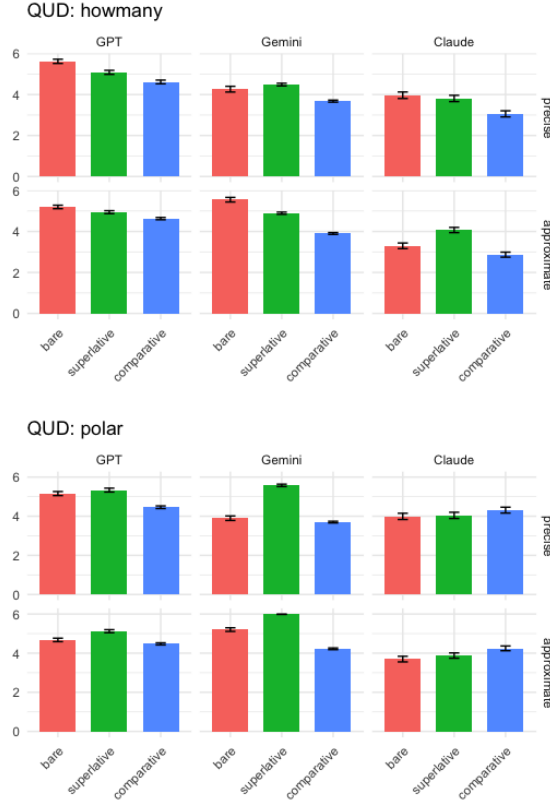 QUD: howmany
GPT Gemini Claude
6
4
2
0
precise
6
4
2
0
approximate
bare superlative comparative bare superlative comparative bare superlative comparative
QUD: polar
GPT Gemini Claude
6
4
2
0
precise
6
4
2
0
approximate
bare superlative comparative bare superlative comparative bare superlative comparative